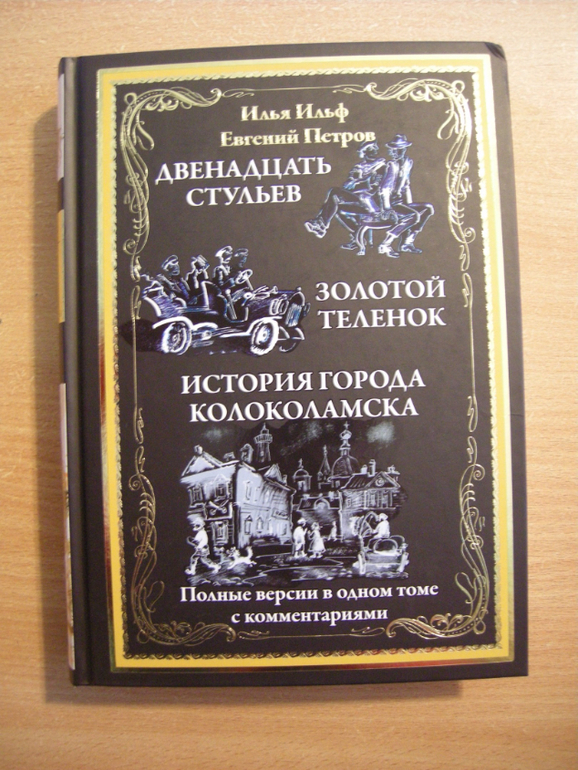 Илья Ильф
Евгений Петров
ДВЕНАДЦАТЬ
СТУЛЬЕВ
ЗОЛОТОЙ
ТЕЛЕНОК
ИСТОРИЯ ГОРОДА
КОЛОКОЛАМСКА
Полные версии в одном томе
с комментариями